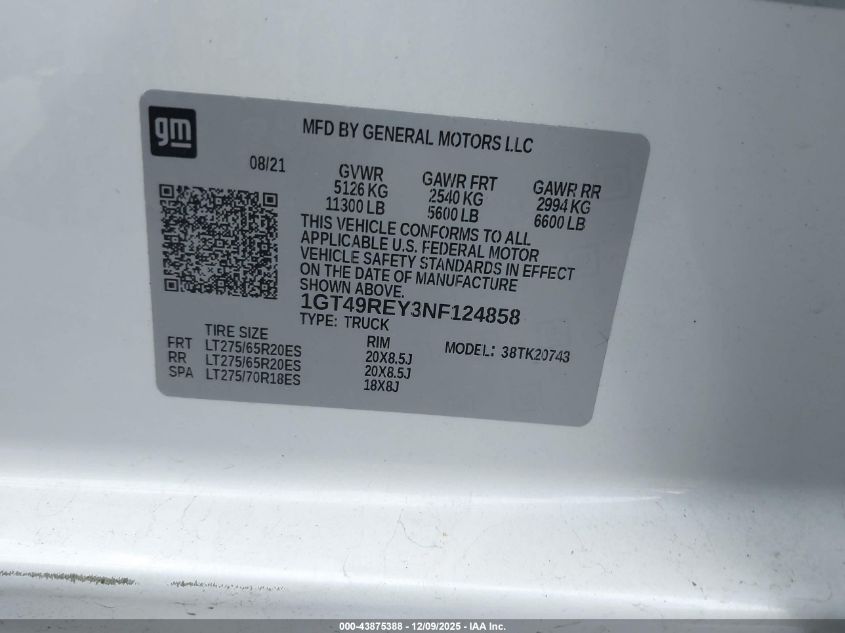 gm
MFD BY GENERAL MOTORS LLC
08/21
GVWR
5126 KG
11300 LB
GAWR FRT
2540 KG
5600 LB
GAWR RR
2994 KG
6600 LB
THIS VEHICLE CONFORMS TO ALL
APPLICABLE U.S. FEDERAL MOTOR
VEHICLE SAFETY STANDARDS IN EFFECT
ON THE DATE OF MANUFACTURE
SHOWN ABOVE.
1GT49REY3NF124858
TYPE: TRUCK
TIRE SIZE RIM MODEL: 38TK20743
FRT LT275/65R20ES 20X8.5J
RR LT275/65R20ES 20X8.5J
SPA LT275/70R18ES 18X8J
000-43875388 - 12/09/2025 - IAA Inc.